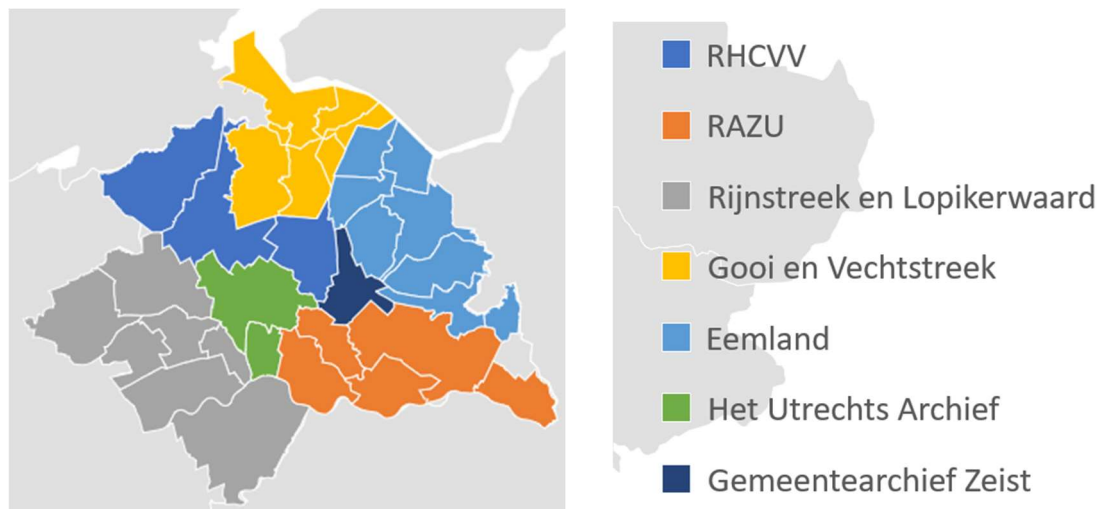 RHCVV
RAZU
Rijnstreek en Lopikerwaard
Gooi en Vechtstreek
Eemland
Het Utrechts Archief
Gemeentearchief Zeist